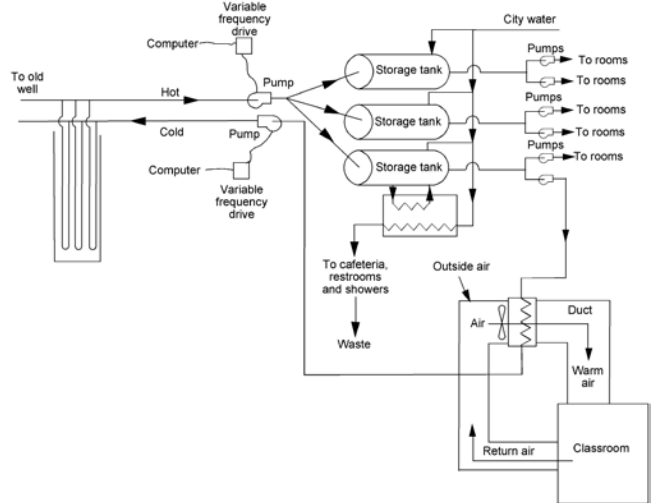 Variable
frequency
drive
Computer
City water
Pumps
To rooms
To rooms
Storage tank
To old
well
Hot
Pump
Pumps
To rooms
To rooms
Storage tank
Cold
Pump
Computer
Variable
frequency
drive
Pumps
To rooms
Storage tank
To cafeteria,
restrooms
and showers
Waste
Outside air
Air
Duct
Warm
air
Return air
Classroom